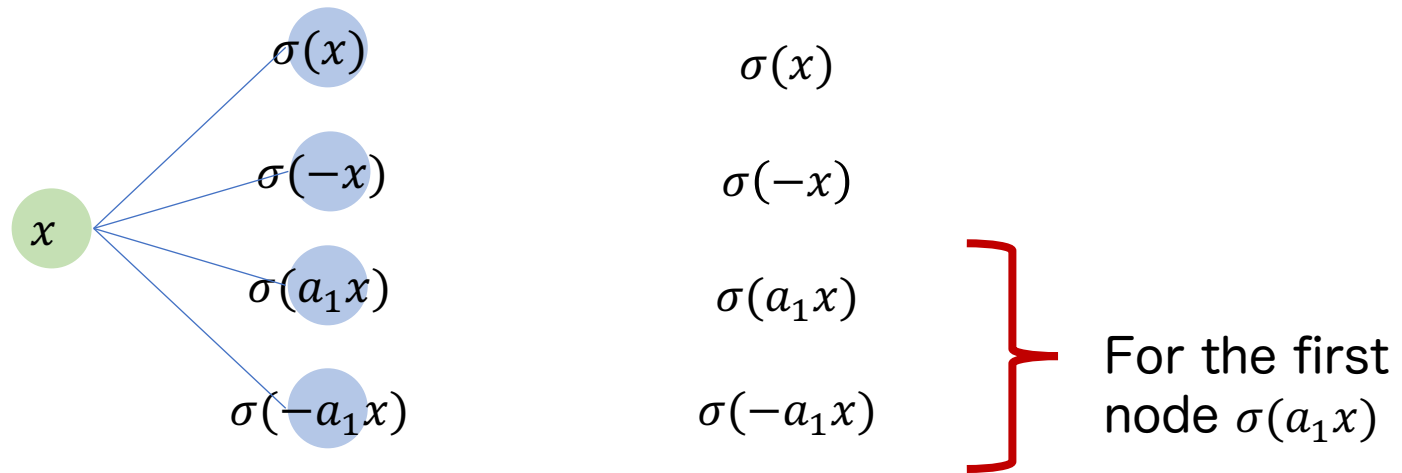 σ(x)
σ(x)
σ(−x)
σ(−x)
x
σ(a₁x)
σ(a₁x)
For the first
node σ(a₁x)
σ(−a₁x)
σ(−a₁x)